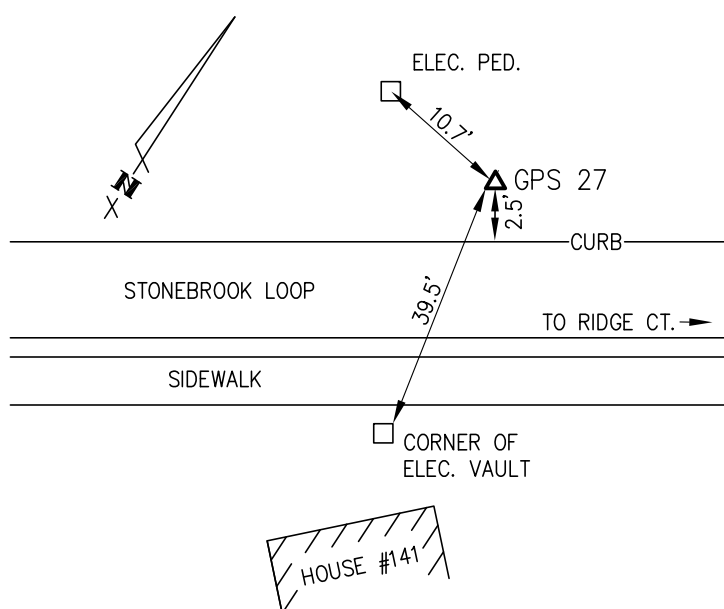 ELEC. PED.
10.7'
N
GPS 27
2.5'
CURB
STONEBROOK LOOP
39.5'
TO RIDGE CT.
SIDEWALK
CORNER OF
ELEC. VAULT
HOUSE #141